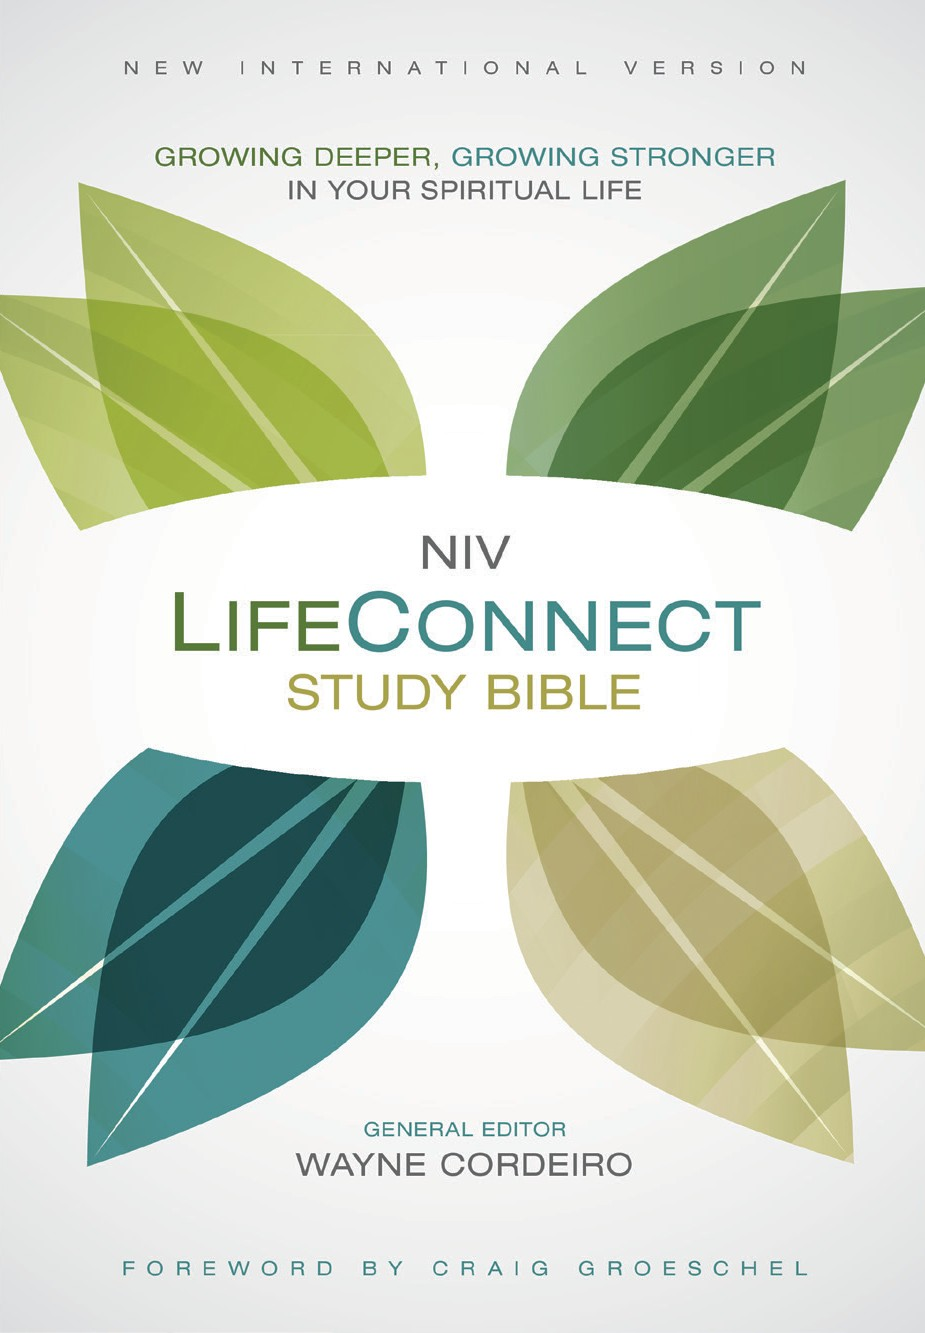 NEW INTERNATIONAL VERSION
GROWING DEEPER, GROWING STRONGER
IN YOUR SPIRITUAL LIFE
NIV
LIFECONNECT
STUDY BIBLE
GENERAL EDITOR
WAYNE CORDEIRO
FOREWORD BY CRAIG GROESCHEL